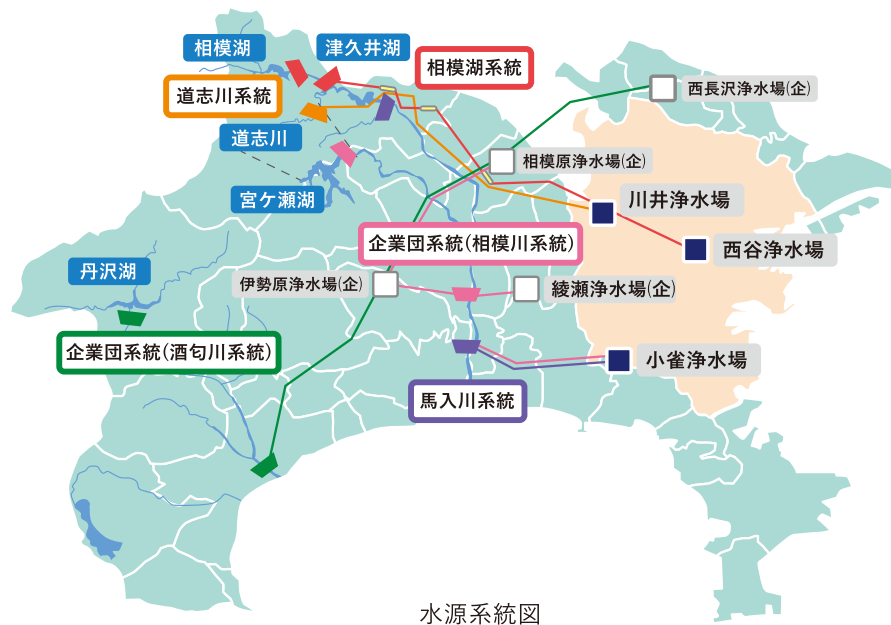 相模湖
津久井湖
相模湖系統
道志川系統
西長沢浄水場(企)
道志川
相模原浄水場(企)
宮ケ瀬湖
川井浄水場
企業団系統(相模川系統)
西谷浄水場
丹沢湖
伊勢原浄水場(企)
綾瀬浄水場(企)
企業団系統(酒匂川系統)
小雀浄水場
馬入川系統
水源系統図